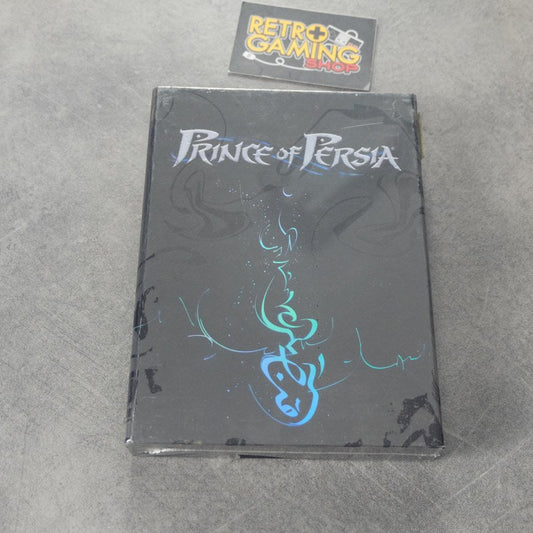 RETRO
GAMING
SHOP
PRINCE OF PERSIA